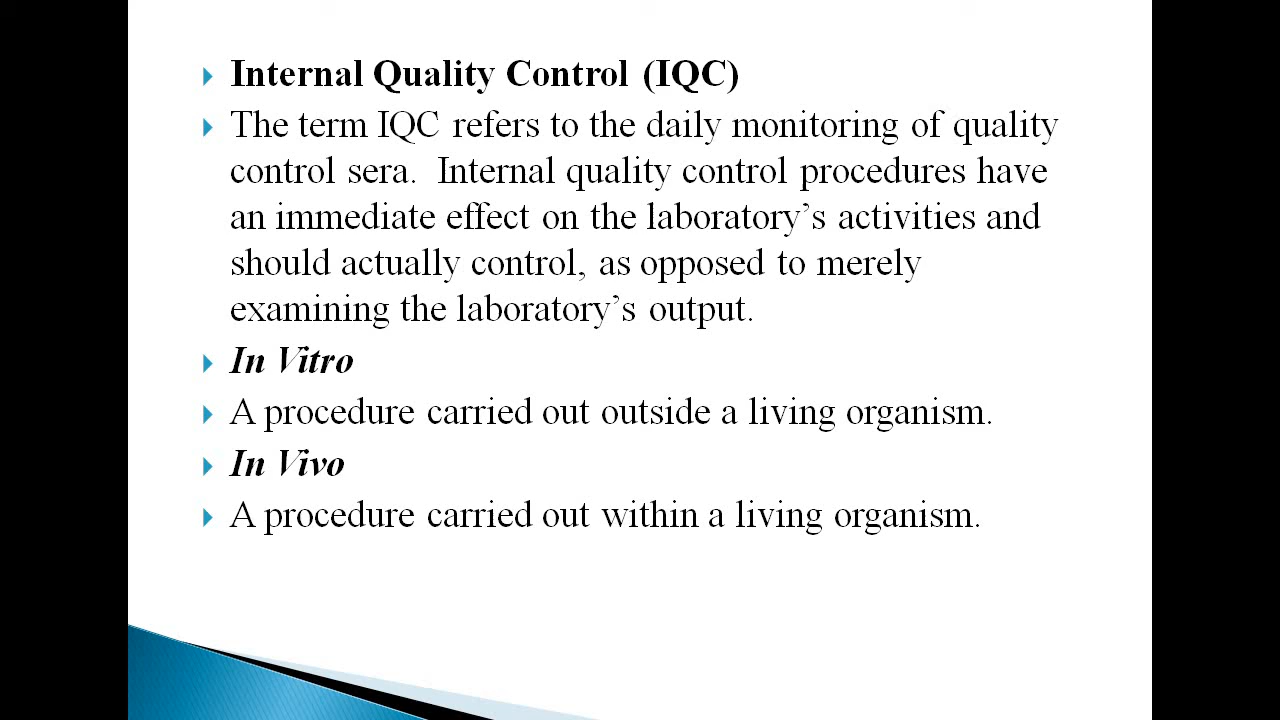 Internal Quality Control (IQC)
The term IQC refers to the daily monitoring of quality
control sera.  Internal quality control procedures have
an immediate effect on the laboratory’s activities and
should actually control, as opposed to merely
examining the laboratory’s output.
In Vitro
A procedure carried out outside a living organism.
In Vivo
A procedure carried out within a living organism.